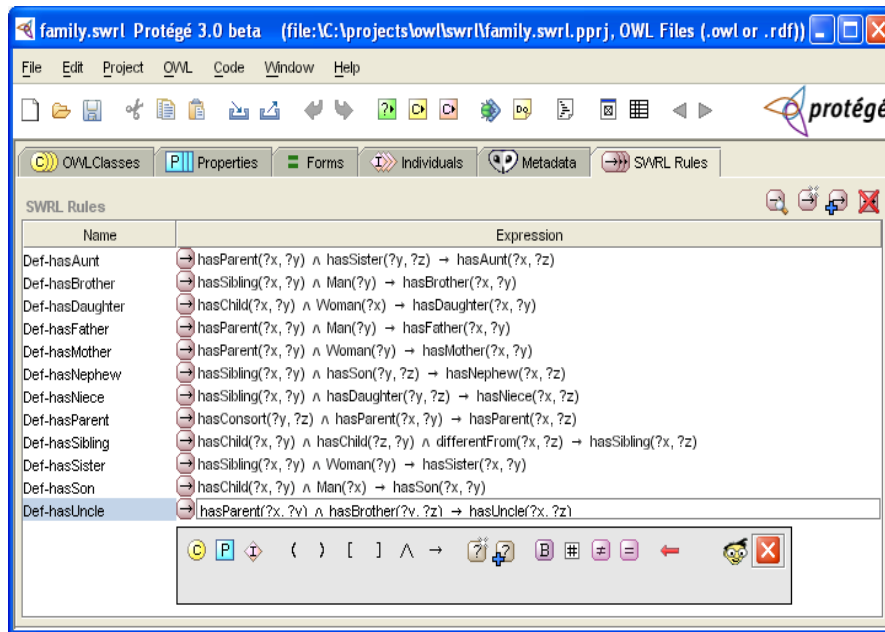 family.swrl Protégé 3.0 beta (file:\C:\projects\owl\swrl\family.swrl.pprj, OWL Files (.owl or .rdf))
File Edit Project OWL Code Window Help
protégé
OWLClasses Properties Forms Individuals Metadata SWRL Rules
SWRL Rules
Name Expression
Def-hasAunt hasParent(?x, ?y) ∧ hasSister(?y, ?z) → hasAunt(?x, ?z)
Def-hasBrother hasSibling(?x, ?y) ∧ Man(?y) → hasBrother(?x, ?y)
Def-hasDaughter hasChild(?x, ?y) ∧ Woman(?x) → hasDaughter(?x, ?y)
Def-hasFather hasParent(?x, ?y) ∧ Man(?y) → hasFather(?x, ?y)
Def-hasMother hasParent(?x, ?y) ∧ Woman(?y) → hasMother(?x, ?y)
Def-hasNephew hasSibling(?x, ?y) ∧ hasSon(?y, ?z) → hasNephew(?x, ?z)
Def-hasNiece hasSibling(?x, ?y) ∧ hasDaughter(?y, ?z) → hasNiece(?x, ?z)
Def-hasParent hasConsort(?y, ?z) ∧ hasParent(?x, ?y) → hasParent(?x, ?z)
Def-hasSibling hasChild(?x, ?y) ∧ hasChild(?z, ?y) ∧ differentFrom(?x, ?z) → hasSibling(?x, ?z)
Def-hasSister hasSibling(?x, ?y) ∧ Woman(?y) → hasSister(?x, ?y)
Def-hasSon hasChild(?x, ?y) ∧ Man(?x) → hasSon(?x, ?y)
Def-hasUncle hasParent(?x, ?y) ∧ hasBrother(?y, ?z) → hasUncle(?x, ?z)
C P I ( ) [ ] ∧ → ? ? B # ≠ =